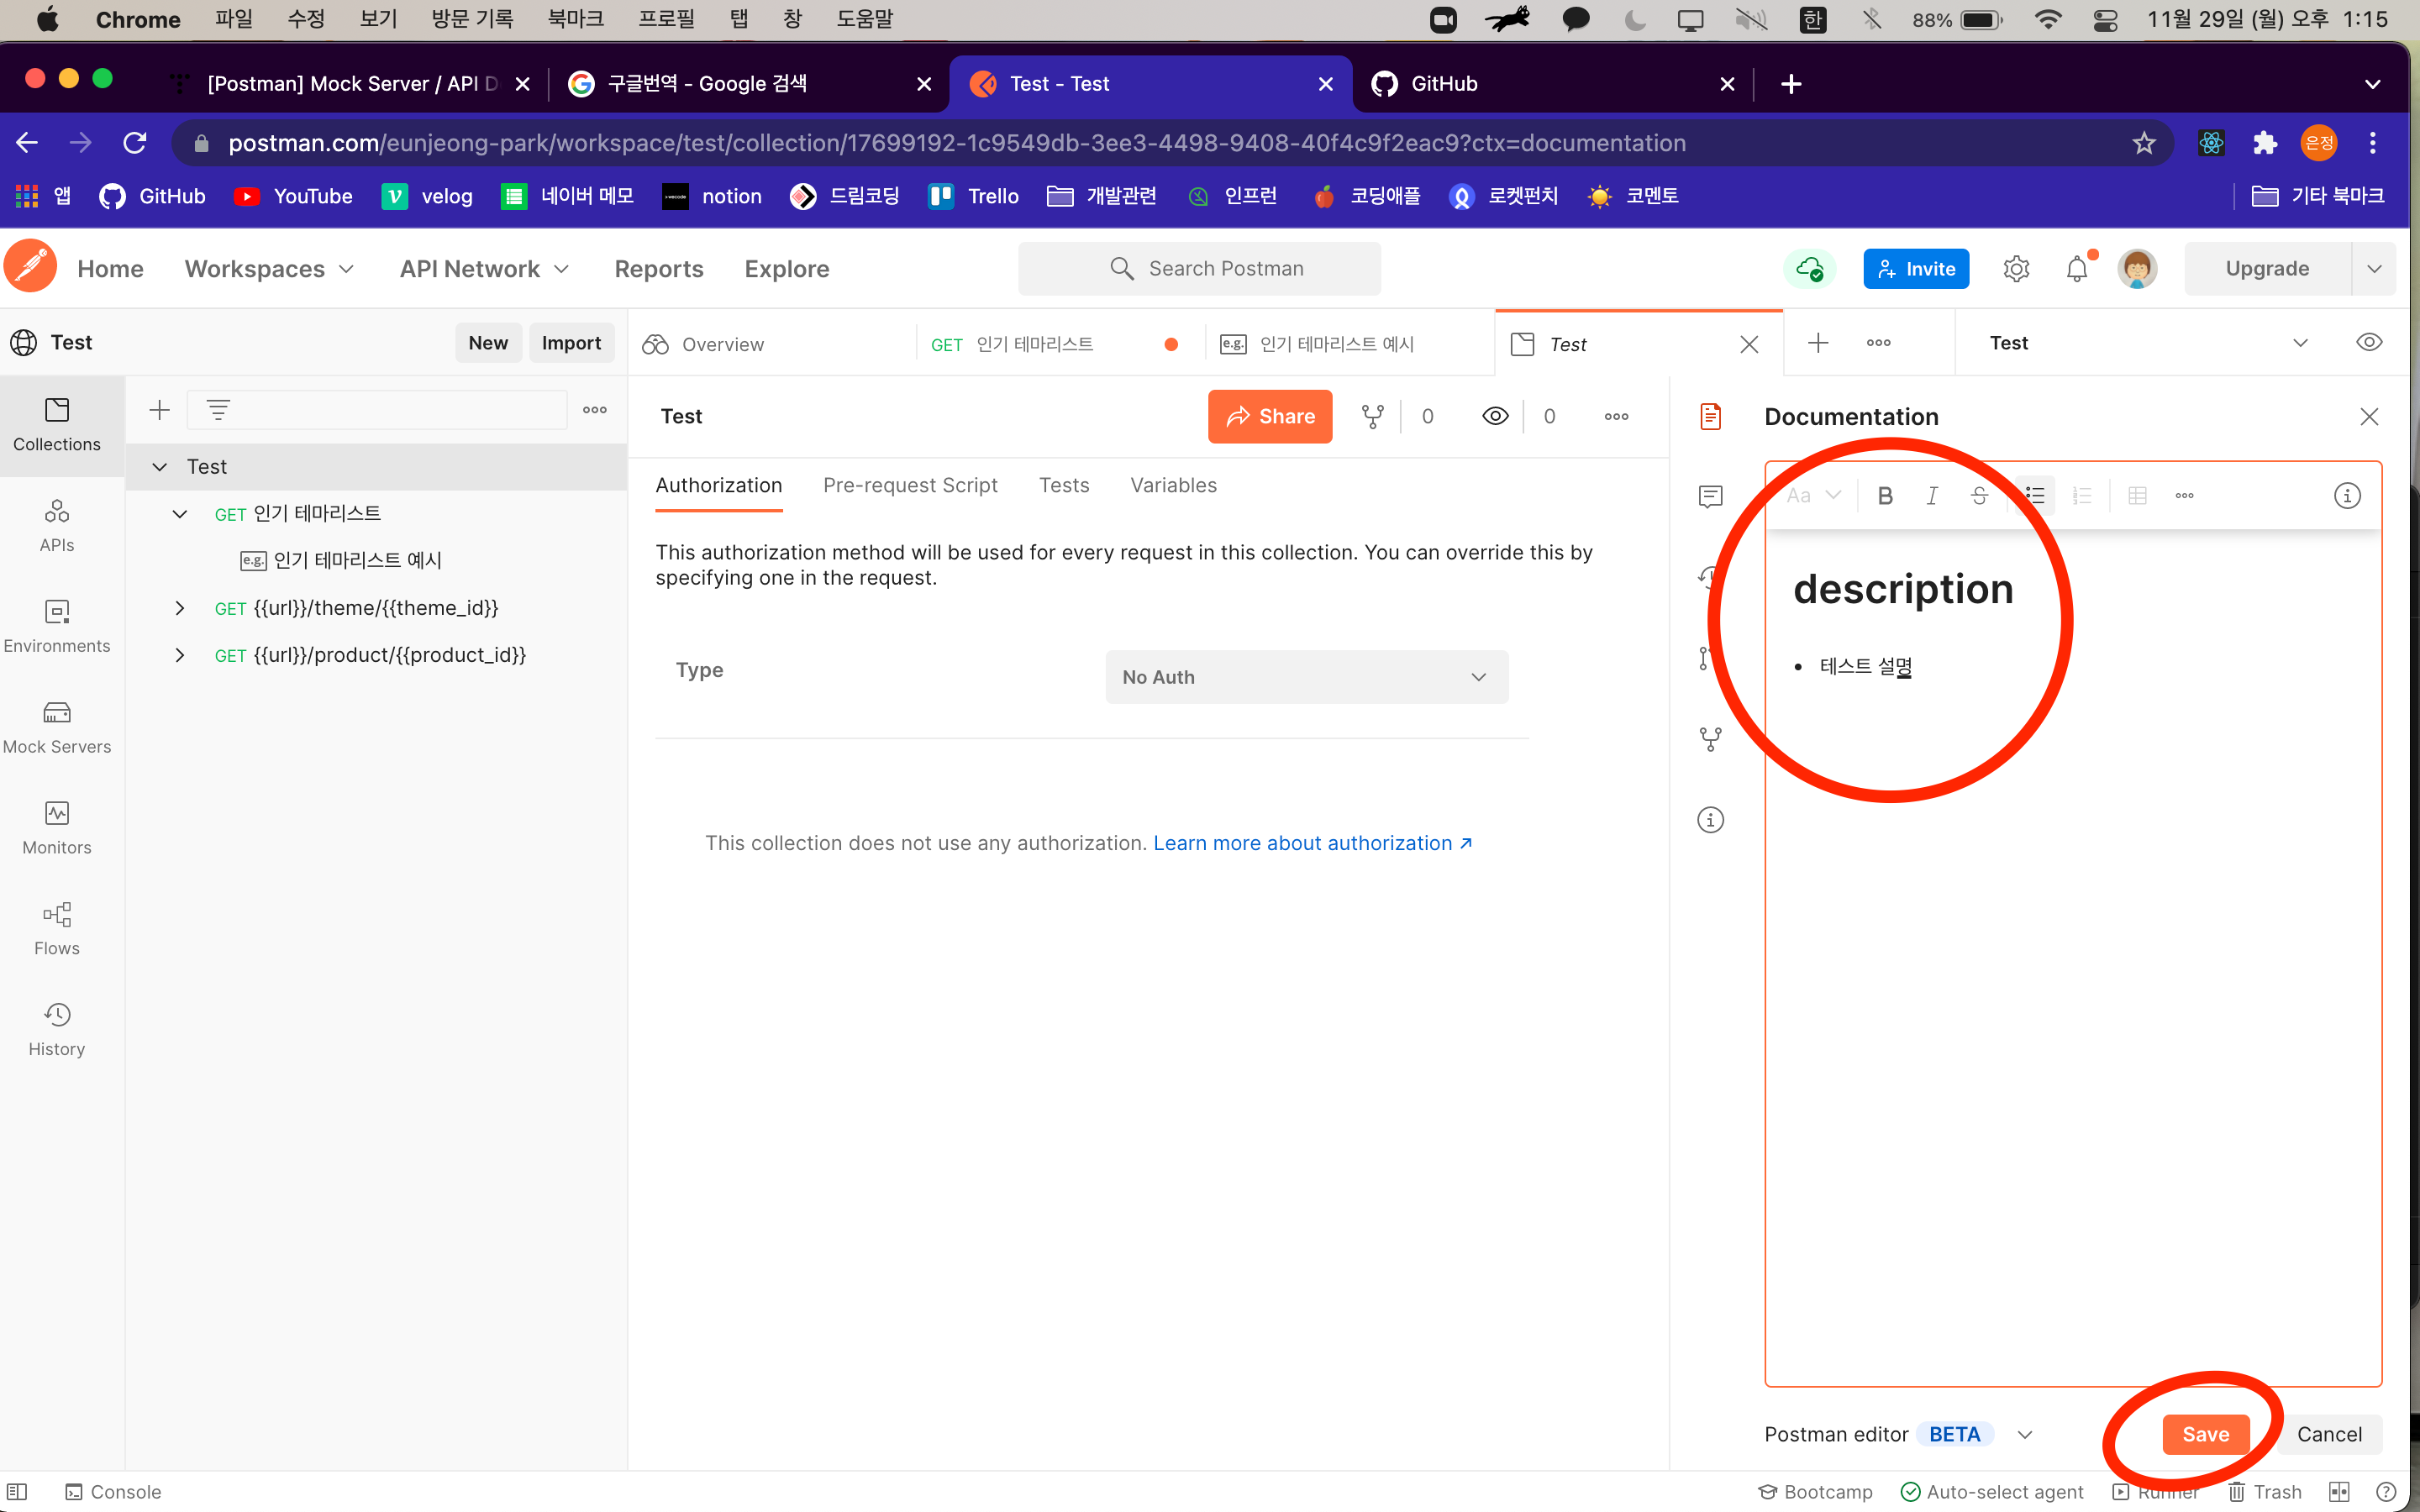 Chrome 파일 수정 보기 방문 기록 북마크 프로필 탭 창 도움말 한 88% 11월 29일 (월) 오후 1:15
[Postman] Mock Server / API D 구글번역 - Google 검색 Test - Test GitHub
postman.com/eunjeong-park/workspace/test/collection/17699192-1c9549db-3ee3-4498-9408-40f4c9f2eac9?ctx=documentation 은정
앱 GitHub YouTube velog 네이버 메모 notion 드림코딩 Trello 개발관련 인프런 코딩애플 로켓펀치 코멘토 기타 북마크
Home Workspaces API Network Reports Explore Search Postman Invite Upgrade
Test New Import Overview GET 인기 테마리스트 e.g. 인기 테마리스트 예시 Test Test
Collections
APIs
Environments
Mock Servers
Monitors
Flows
History
Test
GET 인기 테마리스트
e.g. 인기 테마리스트 예시
GET {{url}}/theme/{{theme_id}}
GET {{url}}/product/{{product_id}}
Test Share 0 0
Authorization Pre-request Script Tests Variables
This authorization method will be used for every request in this collection. You can override this by
specifying one in the request.
Type No Auth
This collection does not use any authorization. Learn more about authorization
Documentation
Aa B I S
description
• 테스트 설명
Postman editor BETA Save Cancel
Console Bootcamp Auto-select agent Runner Trash